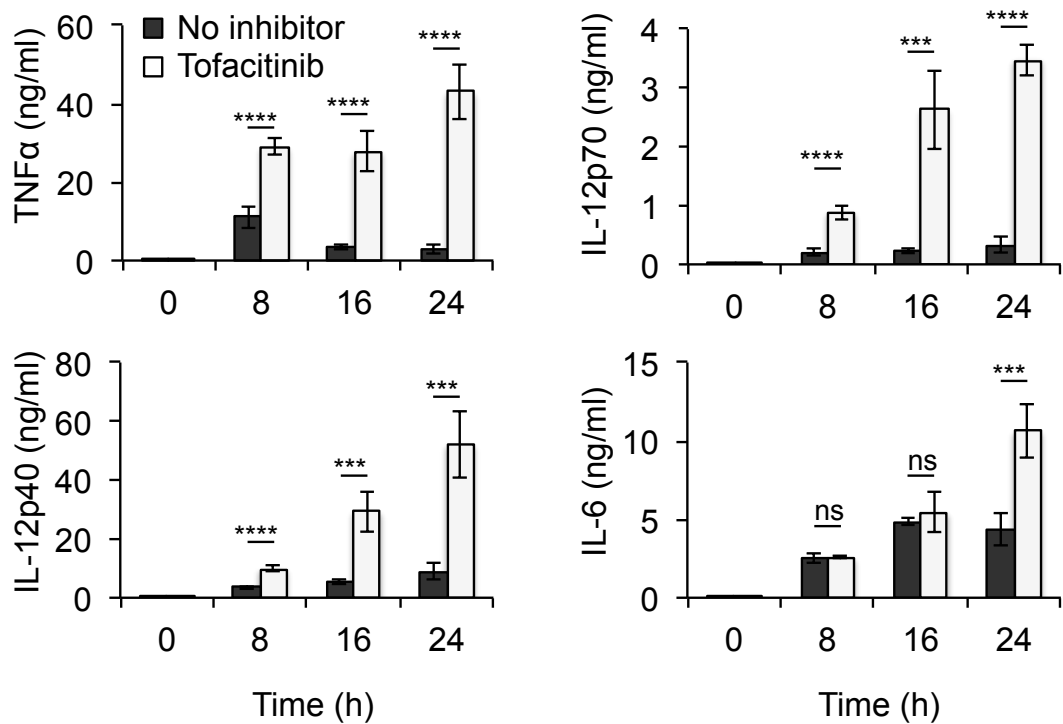 TNFα (ng/ml)
60
40
20
0
No inhibitor
Tofacitinib
****
****
****
0 8 16 24
IL-12p70 (ng/ml)
4
3
2
1
0
****
***
****
0 8 16 24
IL-12p40 (ng/ml)
80
60
40
20
0
****
***
***
0 8 16 24
Time (h)
IL-6 (ng/ml)
15
10
5
0
ns
ns
***
0 8 16 24
Time (h)